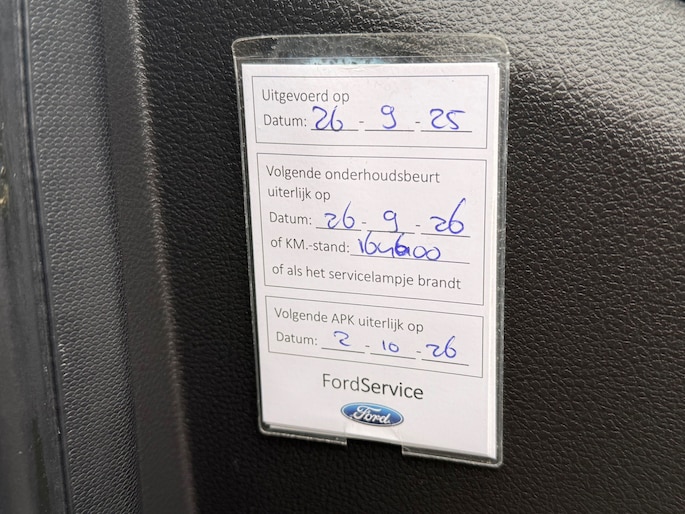 Uitgevoerd op
Datum: 26 - 9 - 25
Volgende onderhoudsbeurt
uiterlijk op
Datum: 26 - 9 - 26
of KM.-stand:
of als het servicelampje brandt
Volgende APK uiterlijk op
Datum: 2 - 10 - 26
FordService
Ford